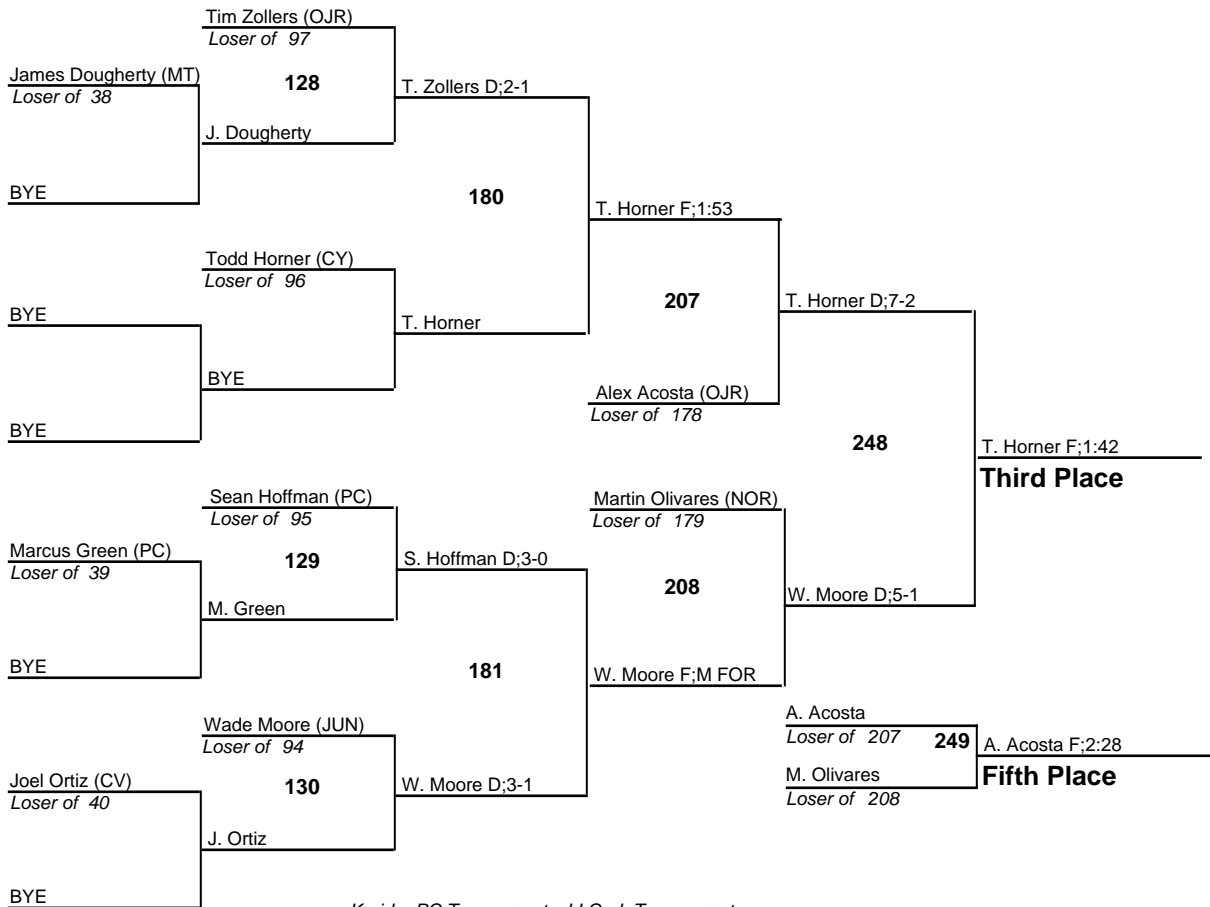 Tim Zollers (OJR)
Loser of 97
James Dougherty (MT)
Loser of 38
128
T. Zollers D;2-1
J. Dougherty
BYE
180
T. Horner F;1:53
Todd Horner (CY)
Loser of 96
BYE
T. Horner
207
T. Horner D;7-2
BYE
Alex Acosta (OJR)
Loser of 178
BYE
248
T. Horner F;1:42
Third Place
Sean Hoffman (PC)
Loser of 95
Martin Olivares (NOR)
Loser of 179
Marcus Green (PC)
Loser of 39
129
S. Hoffman D;3-0
208
M. Green
W. Moore D;5-1
BYE
181
W. Moore F;M FOR
Wade Moore (JUN)
Loser of 94
A. Acosta
Loser of 207
249
A. Acosta F;2:28
Fifth Place
Joel Ortiz (CV)
Loser of 40
130
W. Moore D;3-1
M. Olivares
Loser of 208
J. Ortiz
BYE